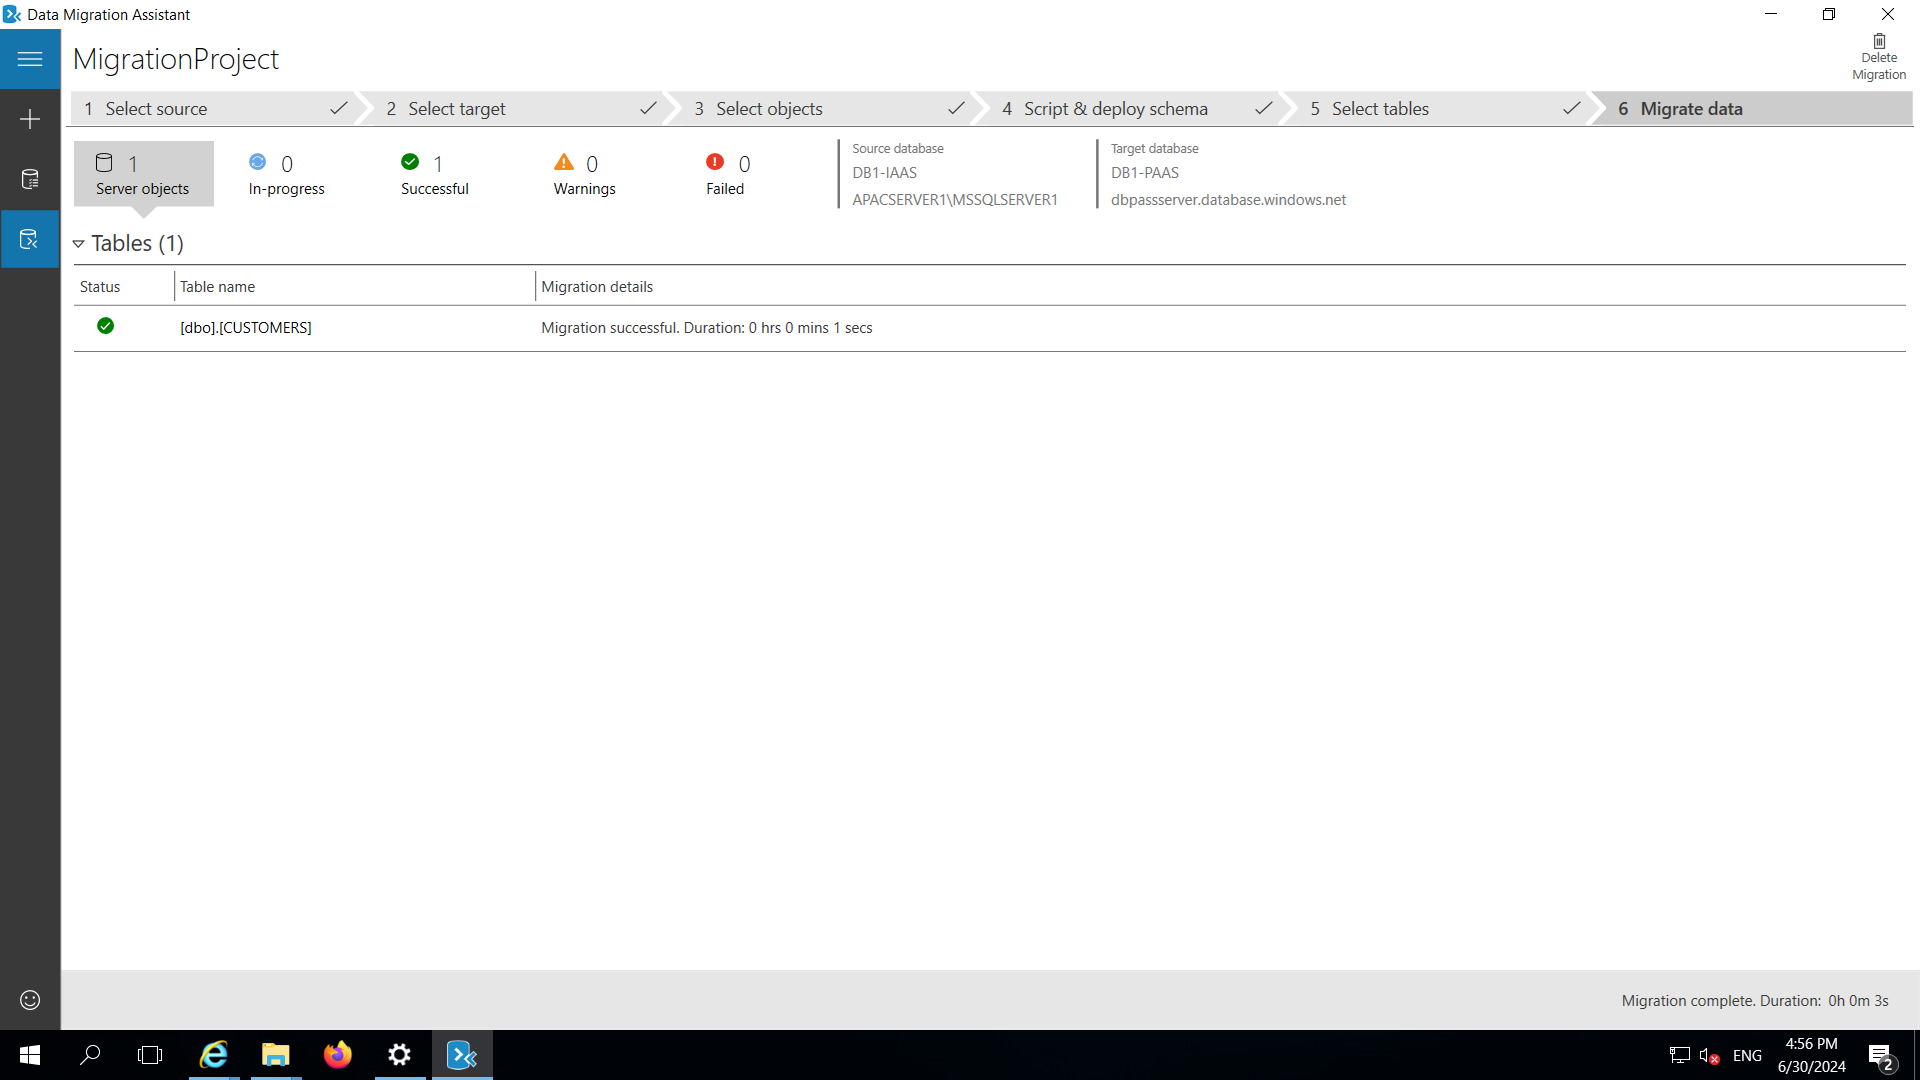 Data Migration Assistant
MigrationProject
Delete
Migration
1 Select source
2 Select target
3 Select objects
4 Script & deploy schema
5 Select tables
6 Migrate data
1
Server objects
0
In-progress
1
Successful
0
Warnings
0
Failed
Source database
DB1-IAAS
APACSERVER1\MSSQLSERVER1
Target database
DB1-PAAS
dbpassserver.database.windows.net
Tables (1)
Status Table name Migration details
[dbo].[CUSTOMERS] Migration successful. Duration: 0 hrs 0 mins 1 secs
Migration complete. Duration: 0h 0m 3s
ENG
4:56 PM
6/30/2024
2